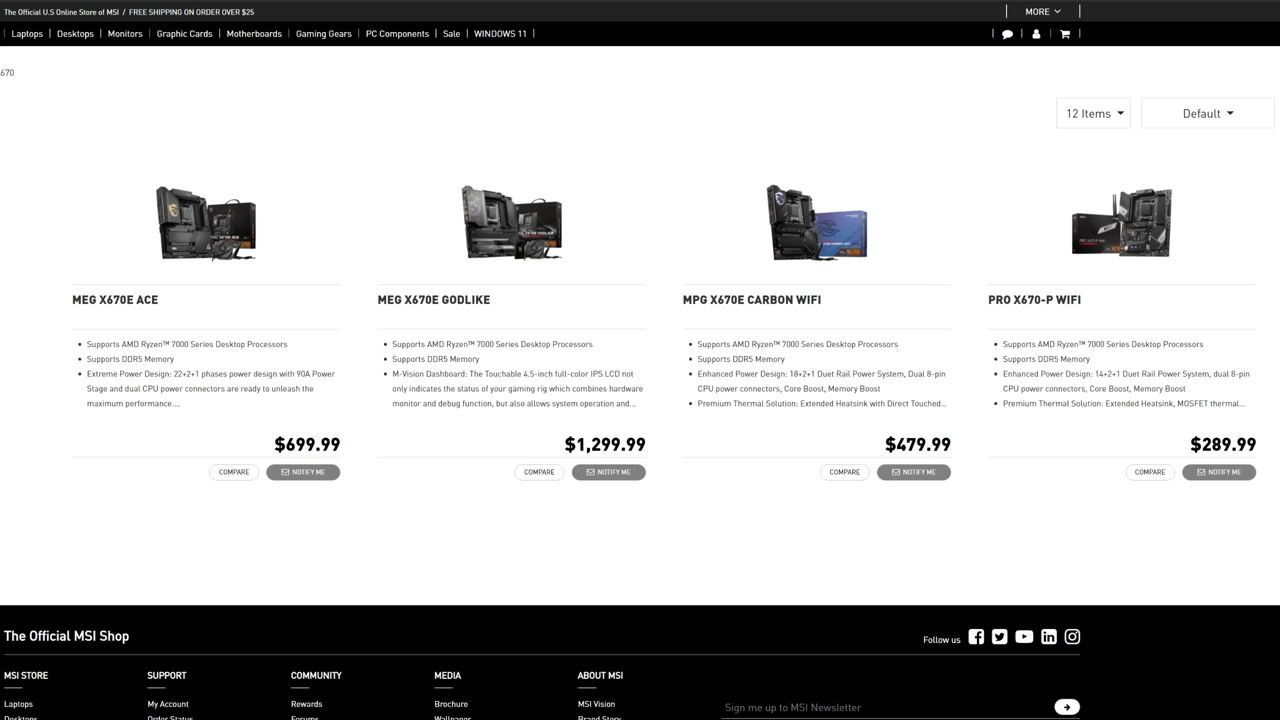 The Official U.S Online Store of MSI / FREE SHIPPING ON ORDER OVER $25
MORE
Laptops | Desktops | Monitors | Graphic Cards | Motherboards | Gaming Gears | PC Components | Sale | WINDOWS 11 |
670
12 Items
Default
MEG X670E ACE
Supports AMD Ryzen™ 7000 Series Desktop Processors
Supports DDR5 Memory
Extreme Power Design: 22+2+1 phases power design with 90A Power
Stage and dual CPU power connectors are ready to unleash the
maximum performance....
$699.99
COMPARE
NOTIFY ME
MEG X670E GODLIKE
Supports AMD Ryzen™ 7000 Series Desktop Processors
Supports DDR5 Memory
M-Vision Dashboard: The Touchable 4.5-inch full-color IPS LCD not
only indicates the status of your gaming rig which combines hardware
monitor and debug function, but also allows system operation and...
$1,299.99
COMPARE
NOTIFY ME
MPG X670E CARBON WIFI
Supports AMD Ryzen™ 7000 Series Desktop Processors
Supports DDR5 Memory
Enhanced Power Design: 18+2+1 Duet Rail Power System, Dual 8-pin
CPU power connectors, Core Boost, Memory Boost
Premium Thermal Solution: Extended Heatsink with Direct Touched...
$479.99
COMPARE
NOTIFY ME
PRO X670-P WIFI
Supports AMD Ryzen™ 7000 Series Desktop Processors
Supports DDR5 Memory
Enhanced Power Design: 14+2+1 Duet Rail Power System, dual 8-pin
CPU power connectors, Core Boost, Memory Boost
Premium Thermal Solution: Extended Heatsink, MOSFET thermal...
$289.99
COMPARE
NOTIFY ME
The Official MSI Shop
Follow us
MSI STORE
Laptops
Desktops
SUPPORT
My Account
Order Status
COMMUNITY
Rewards
Forums
MEDIA
Brochure
Wallpaper
ABOUT MSI
MSI Vision
Brand Story
Sign me up to MSI Newsletter